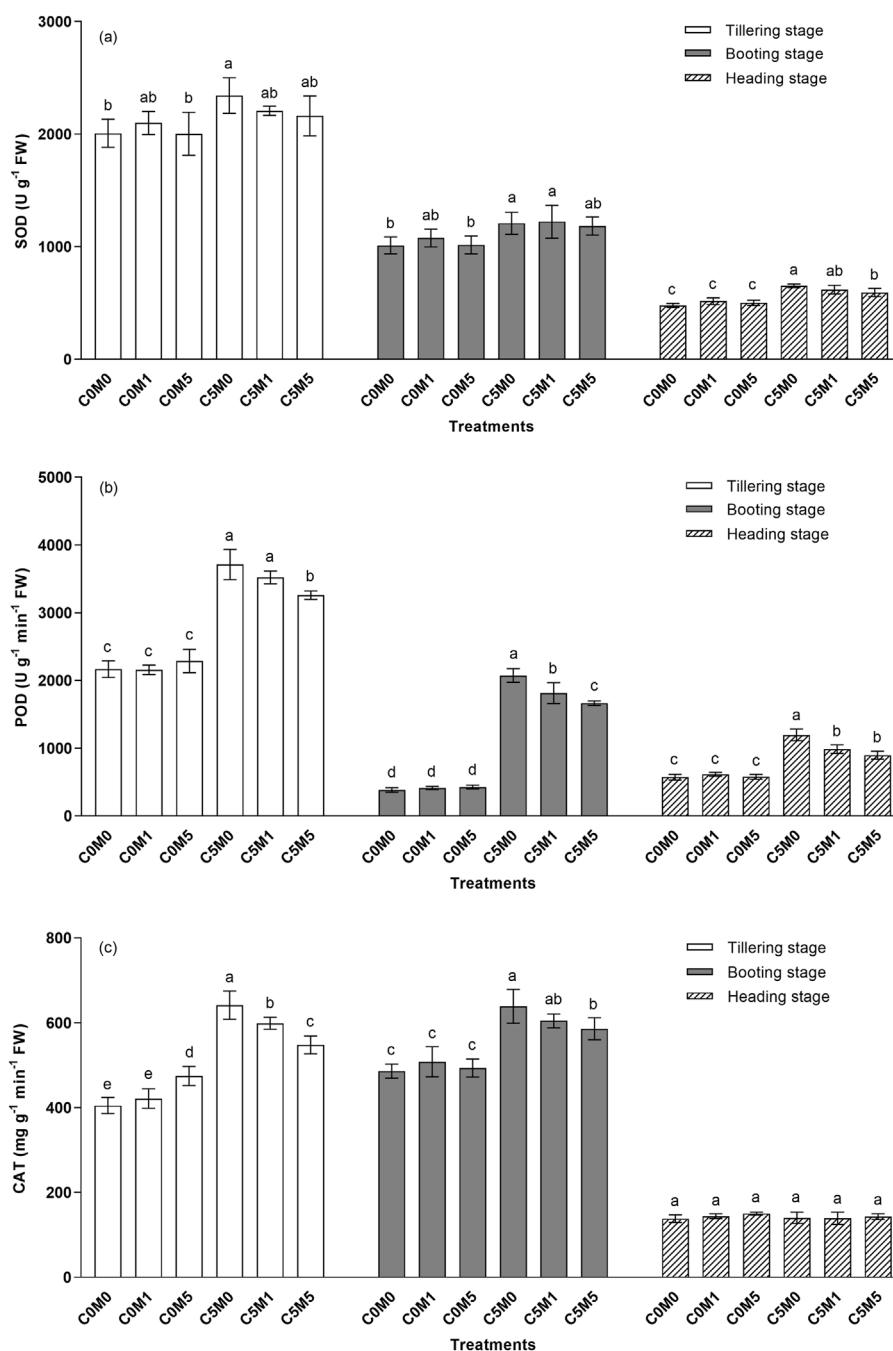 (a)
Tillering stage
Booting stage
Heading stage
3000
2000
1000
0
SOD (U g⁻¹ FW)
b ab b a ab ab
b ab b a a ab
c c c a ab b
C0M0 C0M1 C0M5 C5M0 C5M1 C5M5 C0M0 C0M1 C0M5 C5M0 C5M1 C5M5 C0M0 C0M1 C0M5 C5M0 C5M1 C5M5
Treatments
(b)
Tillering stage
Booting stage
Heading stage
5000
4000
3000
2000
1000
0
POD (U g⁻¹ min⁻¹ FW)
c c c a a b
d d d a b c
c c c a b b
C0M0 C0M1 C0M5 C5M0 C5M1 C5M5 C0M0 C0M1 C0M5 C5M0 C5M1 C5M5 C0M0 C0M1 C0M5 C5M0 C5M1 C5M5
Treatments
(c)
Tillering stage
Booting stage
Heading stage
800
600
400
200
0
CAT (mg g⁻¹ min⁻¹ FW)
e e d a b c
c c c a ab b
a a a a a a
C0M0 C0M1 C0M5 C5M0 C5M1 C5M5 C0M0 C0M1 C0M5 C5M0 C5M1 C5M5 C0M0 C0M1 C0M5 C5M0 C5M1 C5M5
Treatments